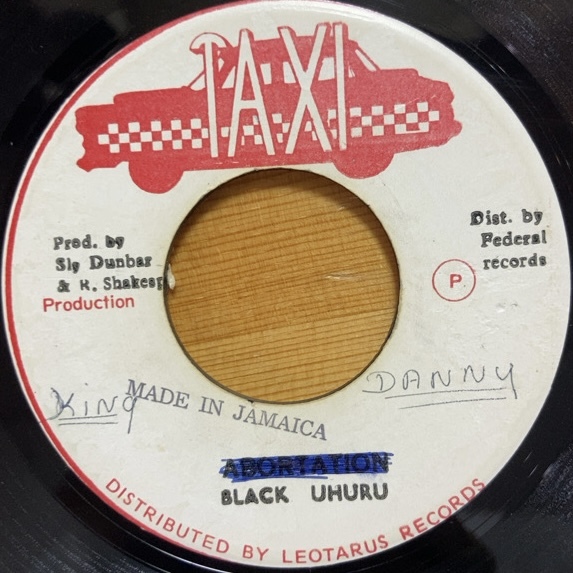 TAXI
Prod. by
Sly Dunbar
& R. Shakesp
Production
Dist. by
Federal
records
P
KING
DANNY
MADE IN JAMAICA
ABORTATION
BLACK UHURU
DISTRIBUTED BY LEOTARUS RECORDS